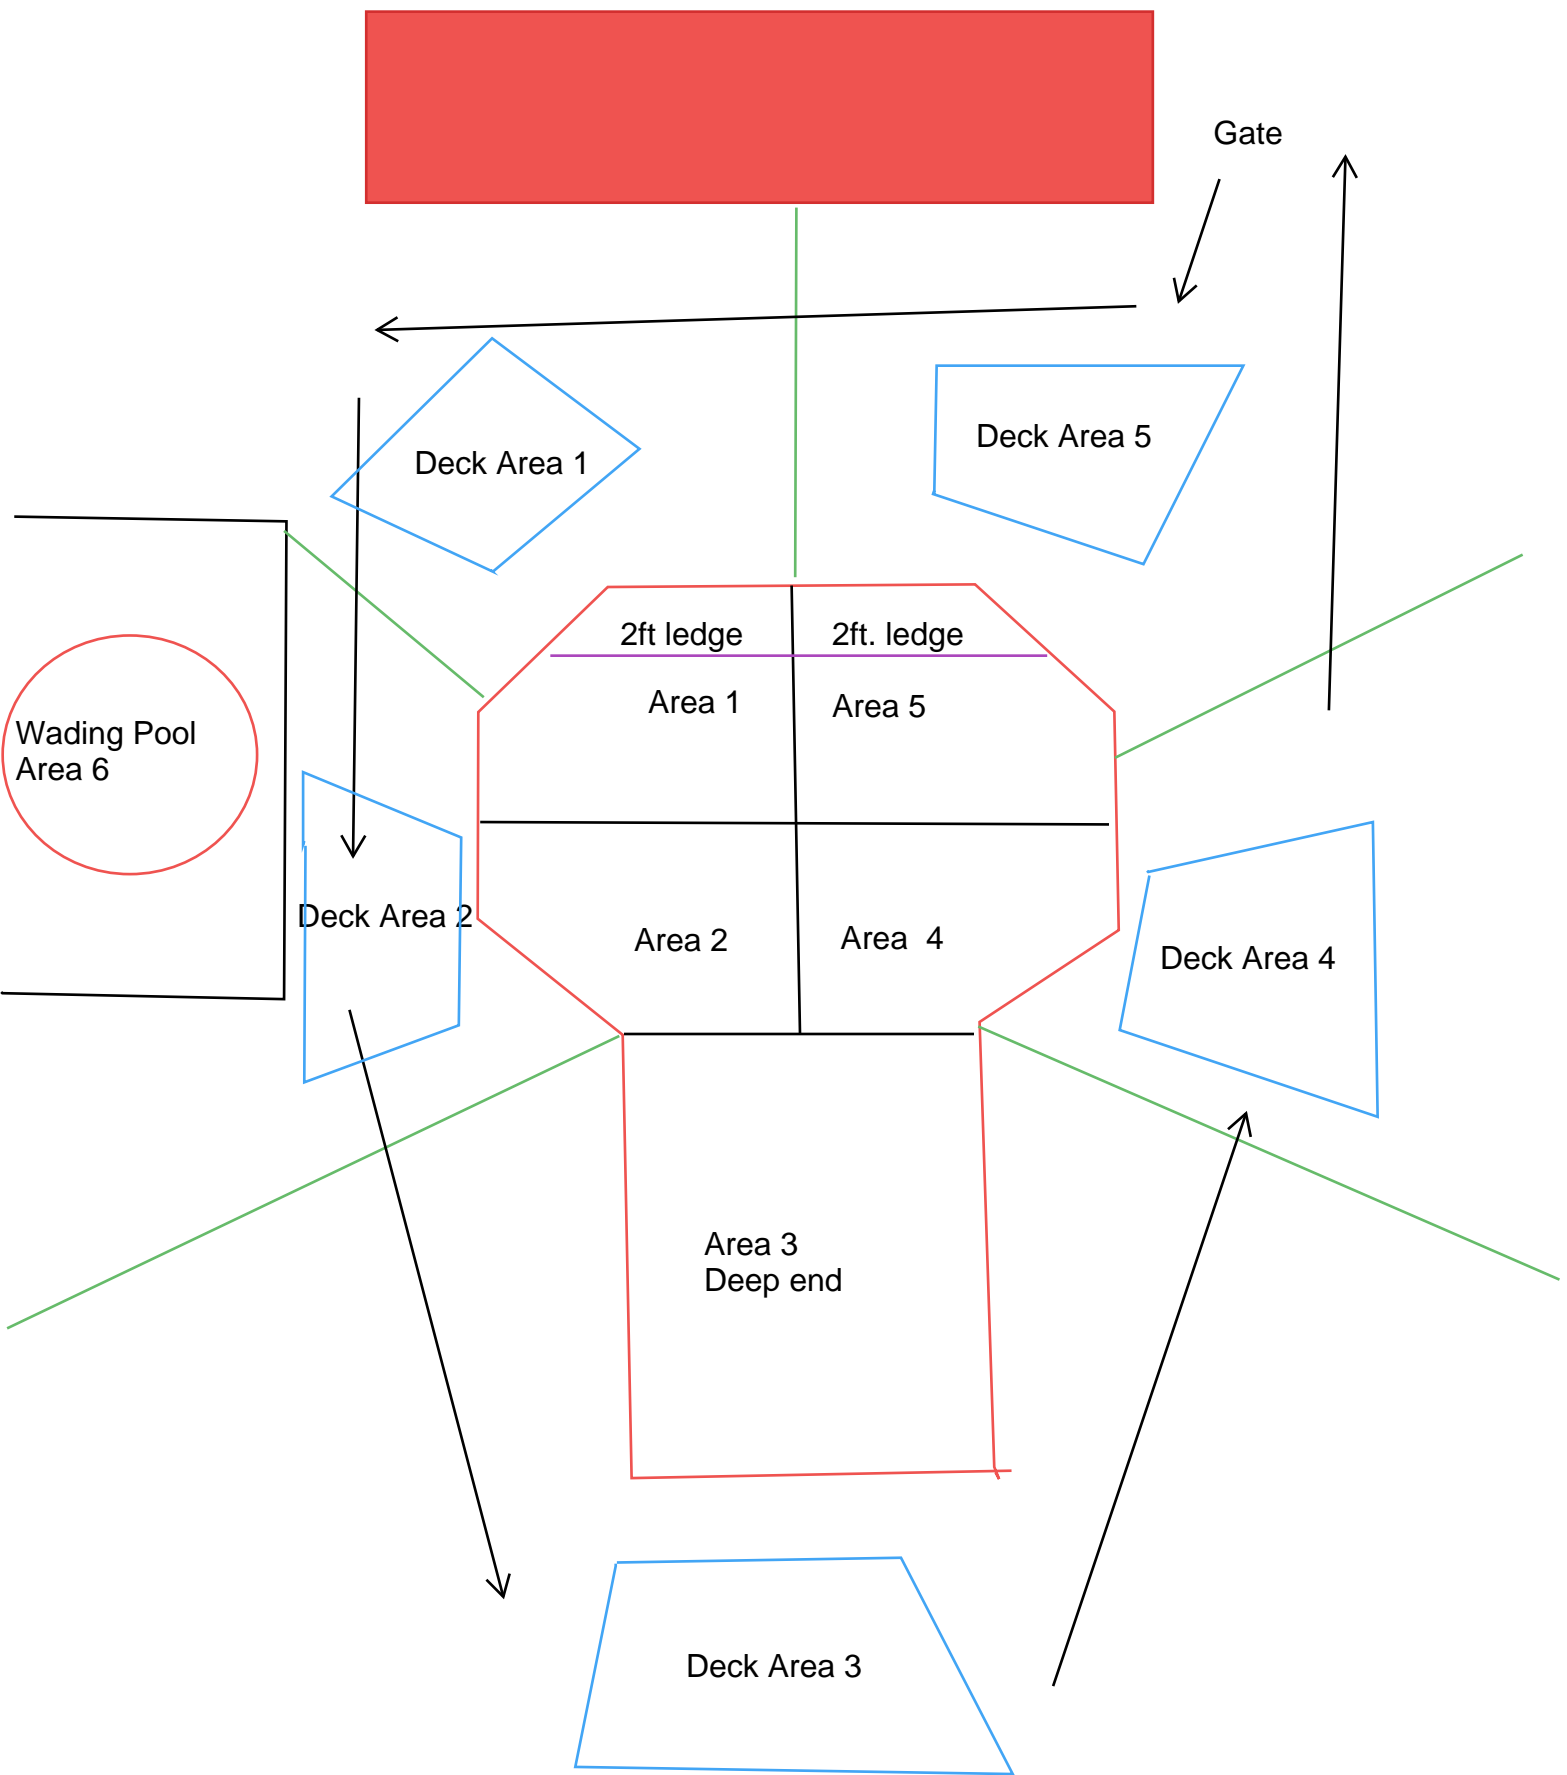 Gate
Deck Area 5
Deck Area 1
2ft ledge
2ft. ledge
Area 1
Area 5
Wading Pool
Area 6
Deck Area 2
Area 2
Area  4
Deck Area 4
Area 3
Deep end
Deck Area 3